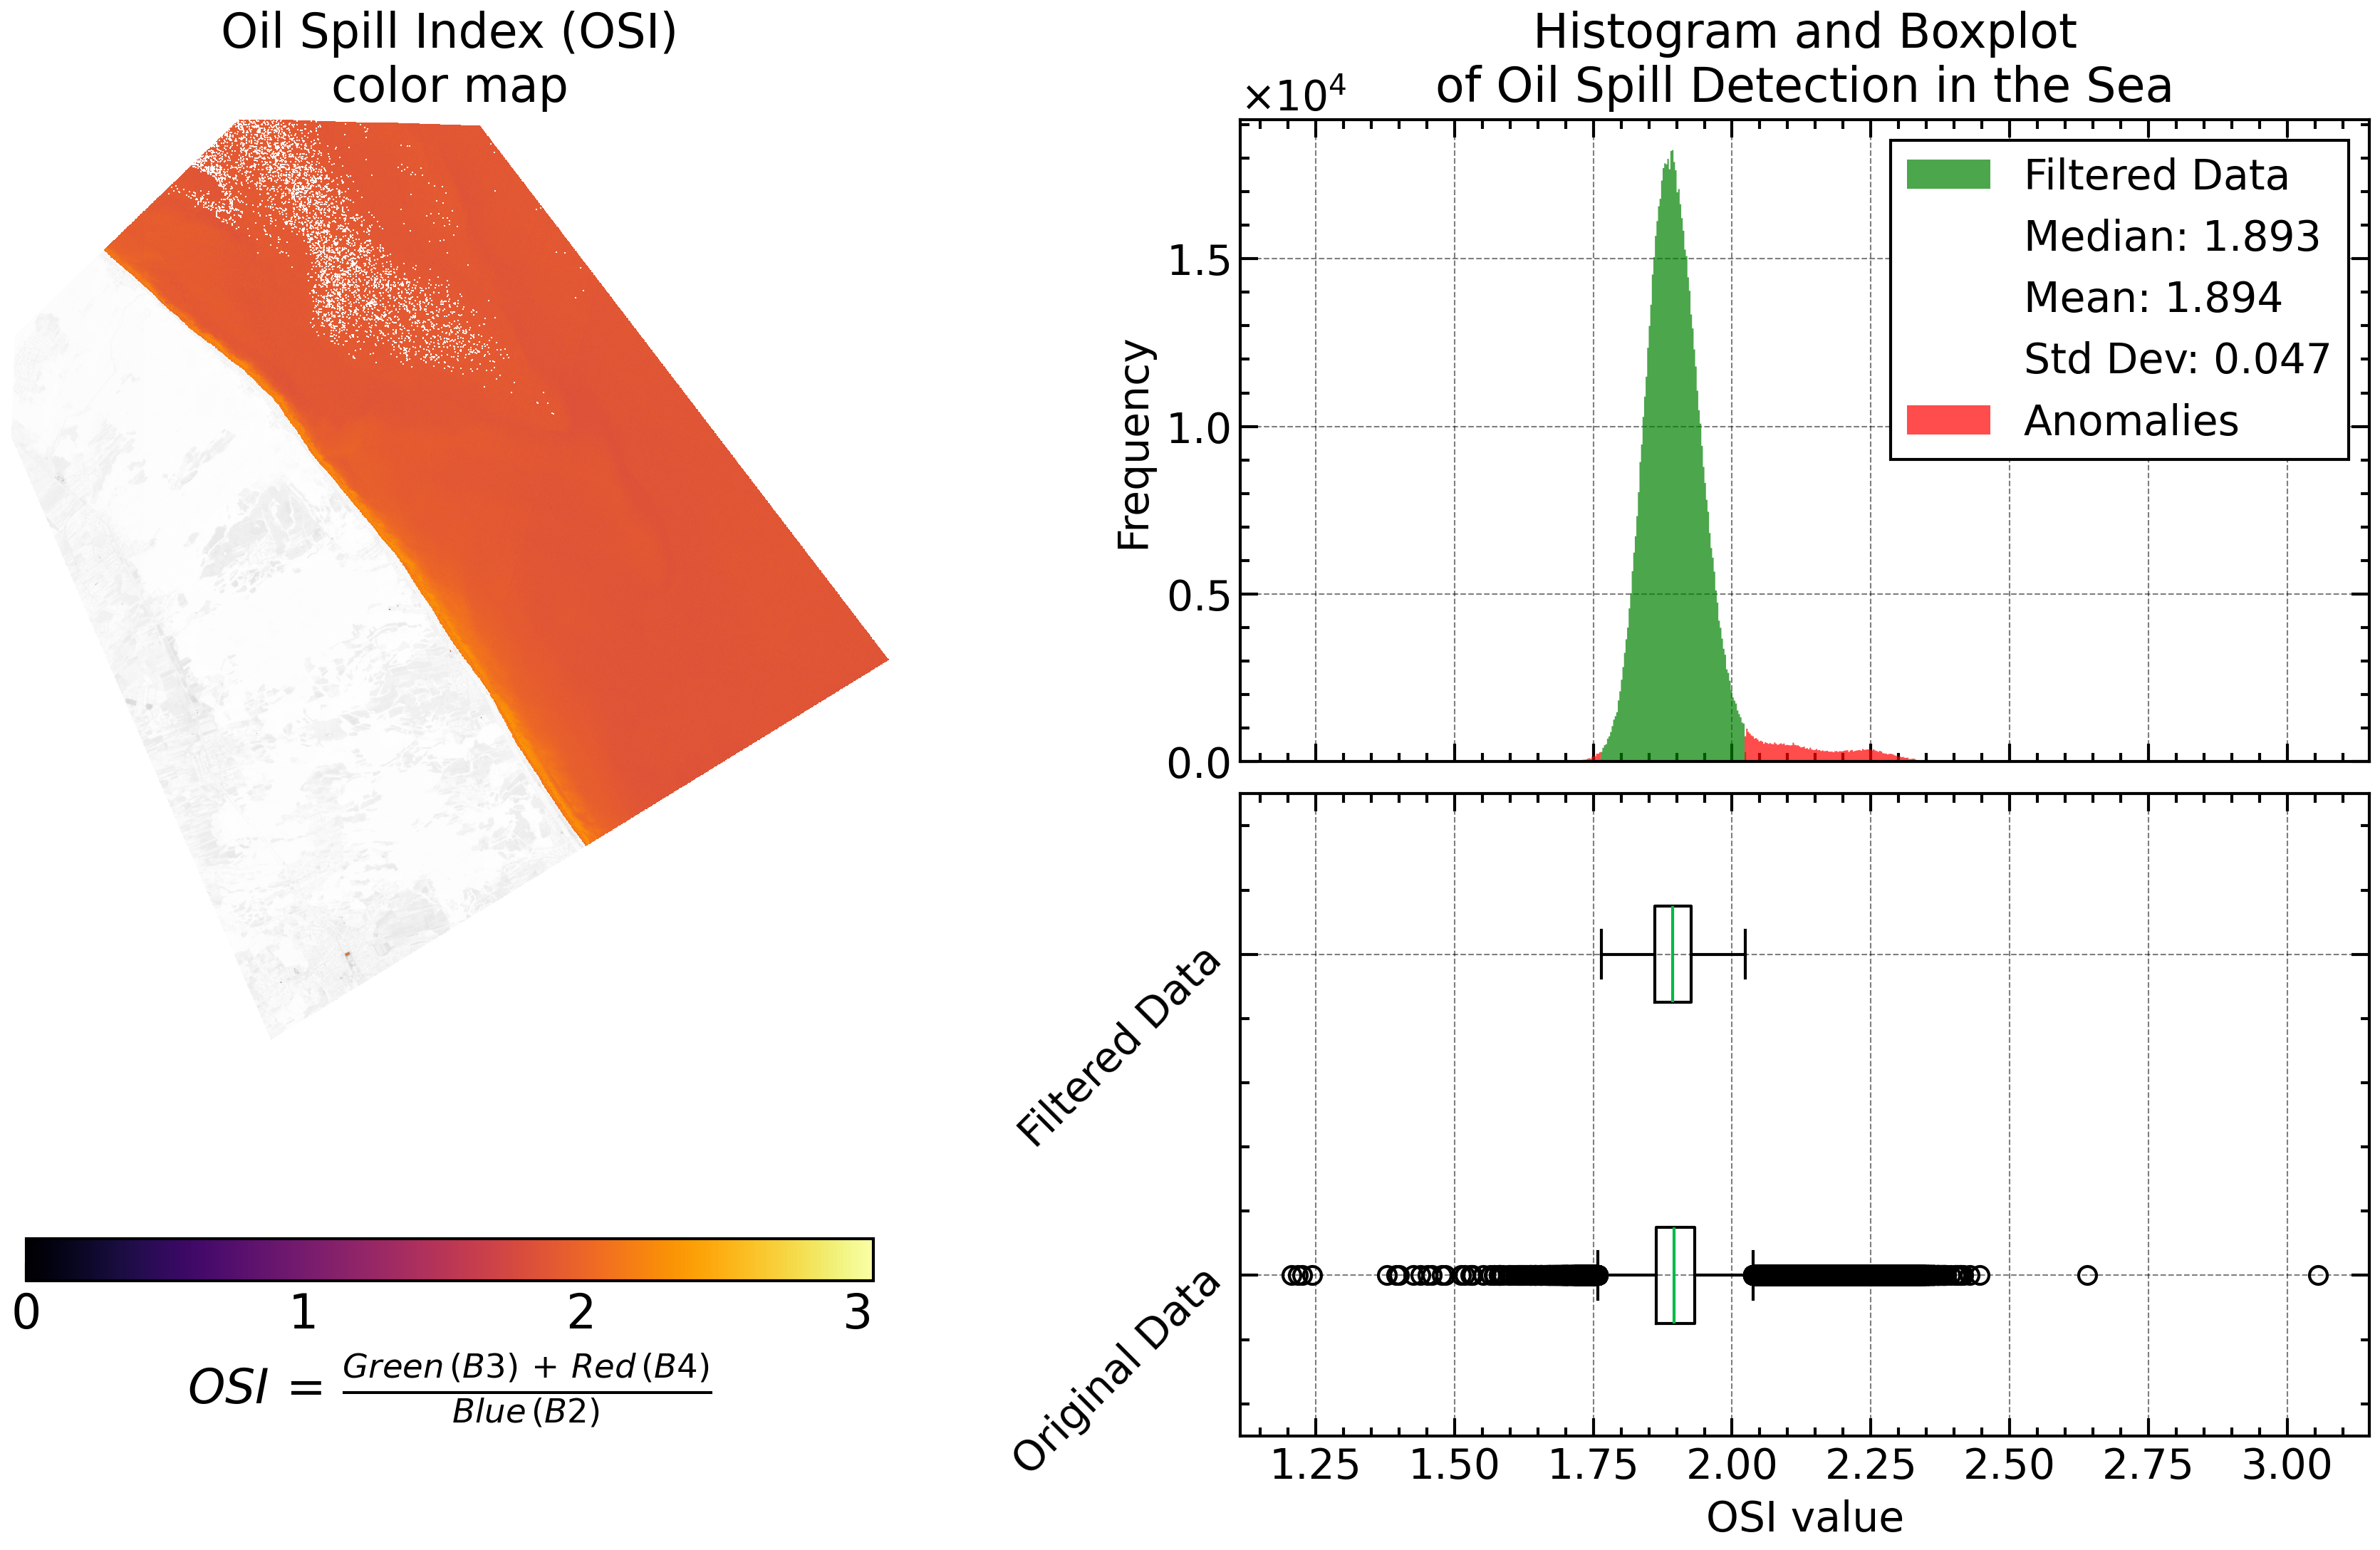 Oil Spill Index (OSI)
color map
0 1 2 3
OSI = Green (B3) + Red (B4) / Blue (B2)
Histogram and Boxplot
of Oil Spill Detection in the Sea
×10⁴
Frequency
1.5
1.0
0.5
0.0
Filtered Data
Median: 1.893
Mean: 1.894
Std Dev: 0.047
Anomalies
Filtered Data
Original Data
1.25 1.50 1.75 2.00 2.25 2.50 2.75 3.00
OSI value